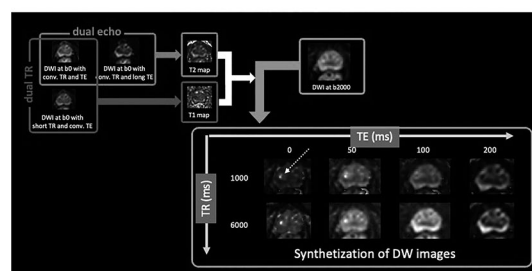 dual echo
dual TR
DWI at b0 with
conv. TR and TE
DWI at b0 with
conv. TR and long TE
T2 map
DWI at b2000
DWI at b0 with
short TR and conv. TE
T1 map
TE (ms)
0 50 100 200
TR (ms)
1000
6000
Synthetization of DW images